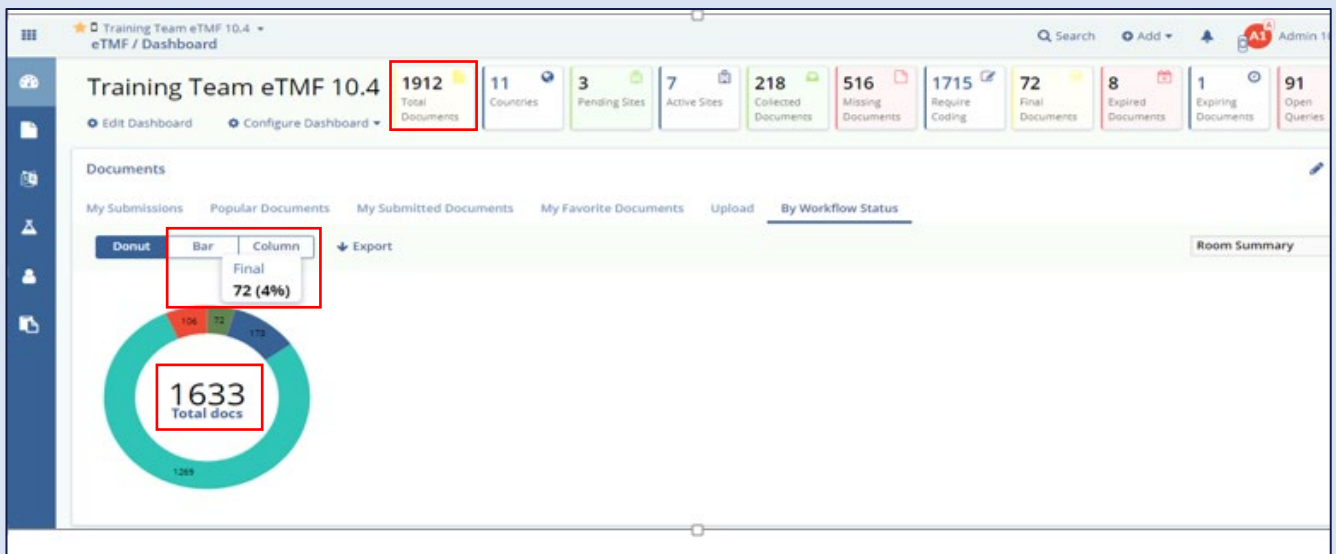 Training Team eTMF 10.4
eTMF / Dashboard
Search
Add
A
A1
Admin 1
Training Team eTMF 10.4
Edit Dashboard
Configure Dashboard
1912
Total
Documents
11
Countries
3
Pending Sites
7
Active Sites
218
Collected
Documents
516
Missing
Documents
1715
Require
Coding
72
Final
Documents
8
Expired
Documents
1
Expiring
Documents
91
Open
Queries
Documents
My Submissions Popular Documents My Submitted Documents My Favorite Documents Upload By Workflow Status
Donut Bar Column Export
Room Summary
Final
72 (4%)
106 72
1633
Total docs
1269